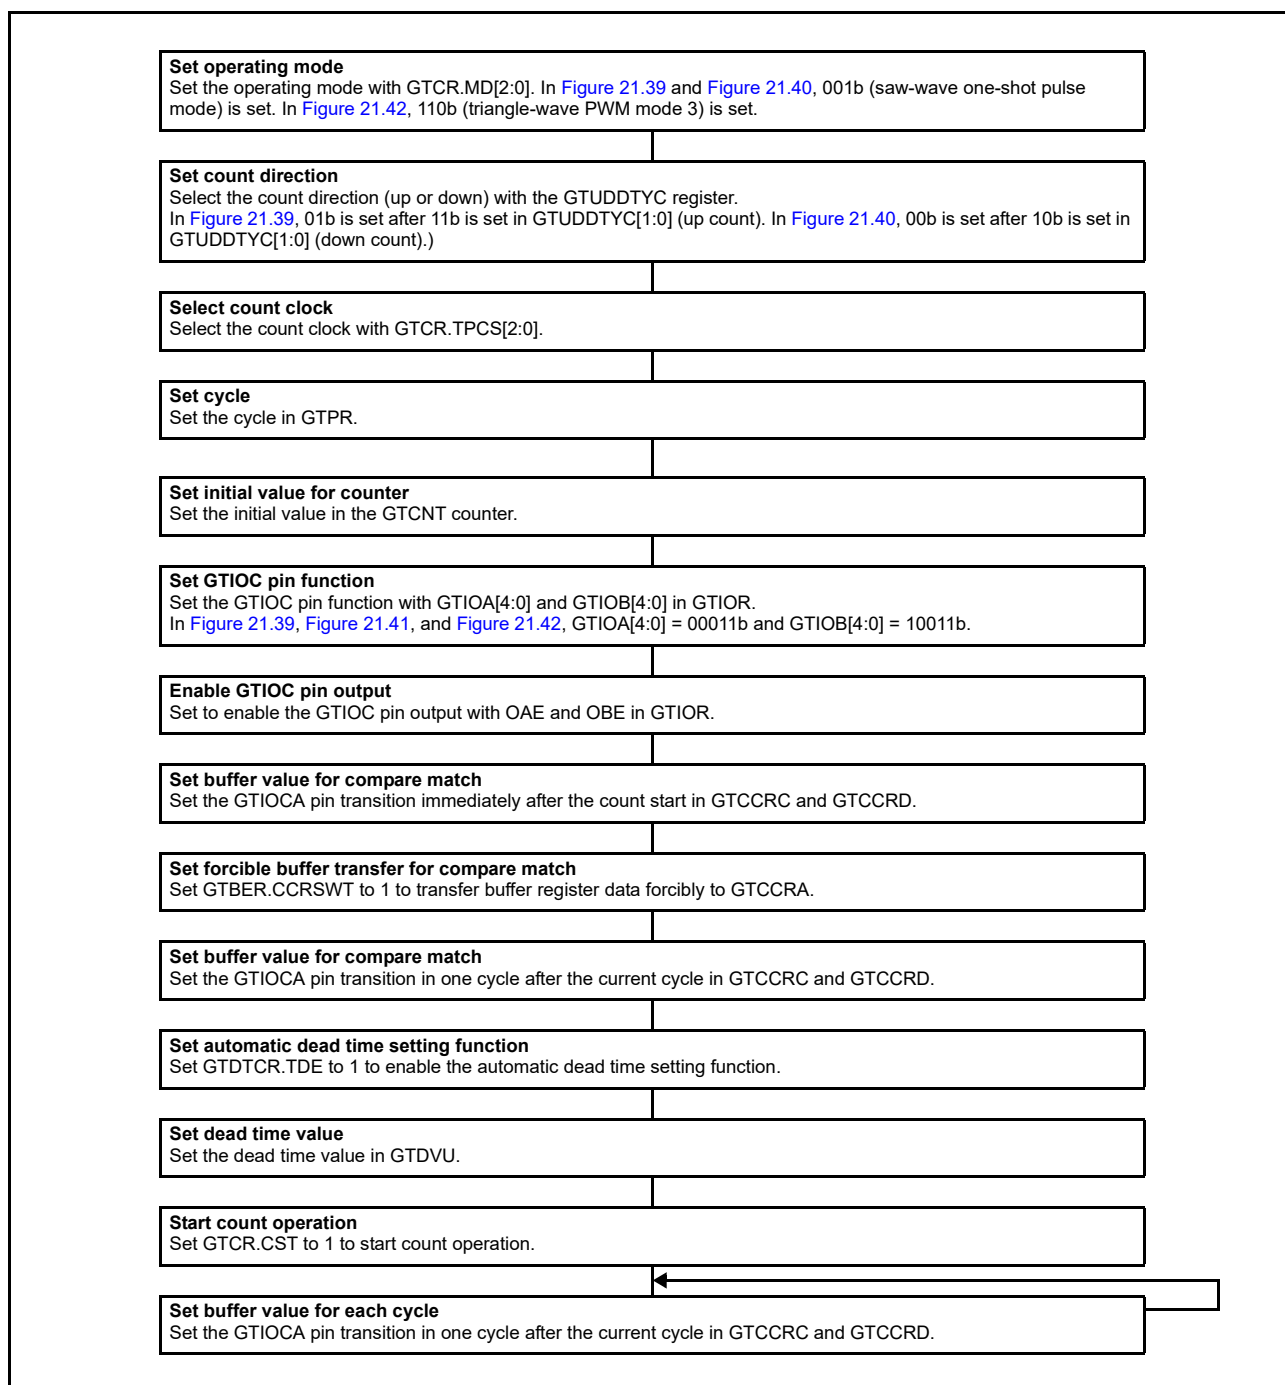 Set operating mode
Set the operating mode with GTCR.MD[2:0]. In Figure 21.39 and Figure 21.40, 001b (saw-wave one-shot pulse
mode) is set. In Figure 21.42, 110b (triangle-wave PWM mode 3) is set.
Set count direction
Select the count direction (up or down) with the GTUDDTYC register.
In Figure 21.39, 01b is set after 11b is set in GTUDDTYC[1:0] (up count). In Figure 21.40, 00b is set after 10b is set in
GTUDDTYC[1:0] (down count).)
Select count clock
Select the count clock with GTCR.TPCS[2:0].
Set cycle
Set the cycle in GTPR.
Set initial value for counter
Set the initial value in the GTCNT counter.
Set GTIOC pin function
Set the GTIOC pin function with GTIOA[4:0] and GTIOB[4:0] in GTIOR.
In Figure 21.39, Figure 21.41, and Figure 21.42, GTIOA[4:0] = 00011b and GTIOB[4:0] = 10011b.
Enable GTIOC pin output
Set to enable the GTIOC pin output with OAE and OBE in GTIOR.
Set buffer value for compare match
Set the GTIOCA pin transition immediately after the count start in GTCCRC and GTCCRD.
Set forcible buffer transfer for compare match
Set GTBER.CCRSWT to 1 to transfer buffer register data forcibly to GTCCRA.
Set buffer value for compare match
Set the GTIOCA pin transition in one cycle after the current cycle in GTCCRC and GTCCRD.
Set automatic dead time setting function
Set GTDTCR.TDE to 1 to enable the automatic dead time setting function.
Set dead time value
Set the dead time value in GTDVU.
Start count operation
Set GTCR.CST to 1 to start count operation.
Set buffer value for each cycle
Set the GTIOCA pin transition in one cycle after the current cycle in GTCCRC and GTCCRD.